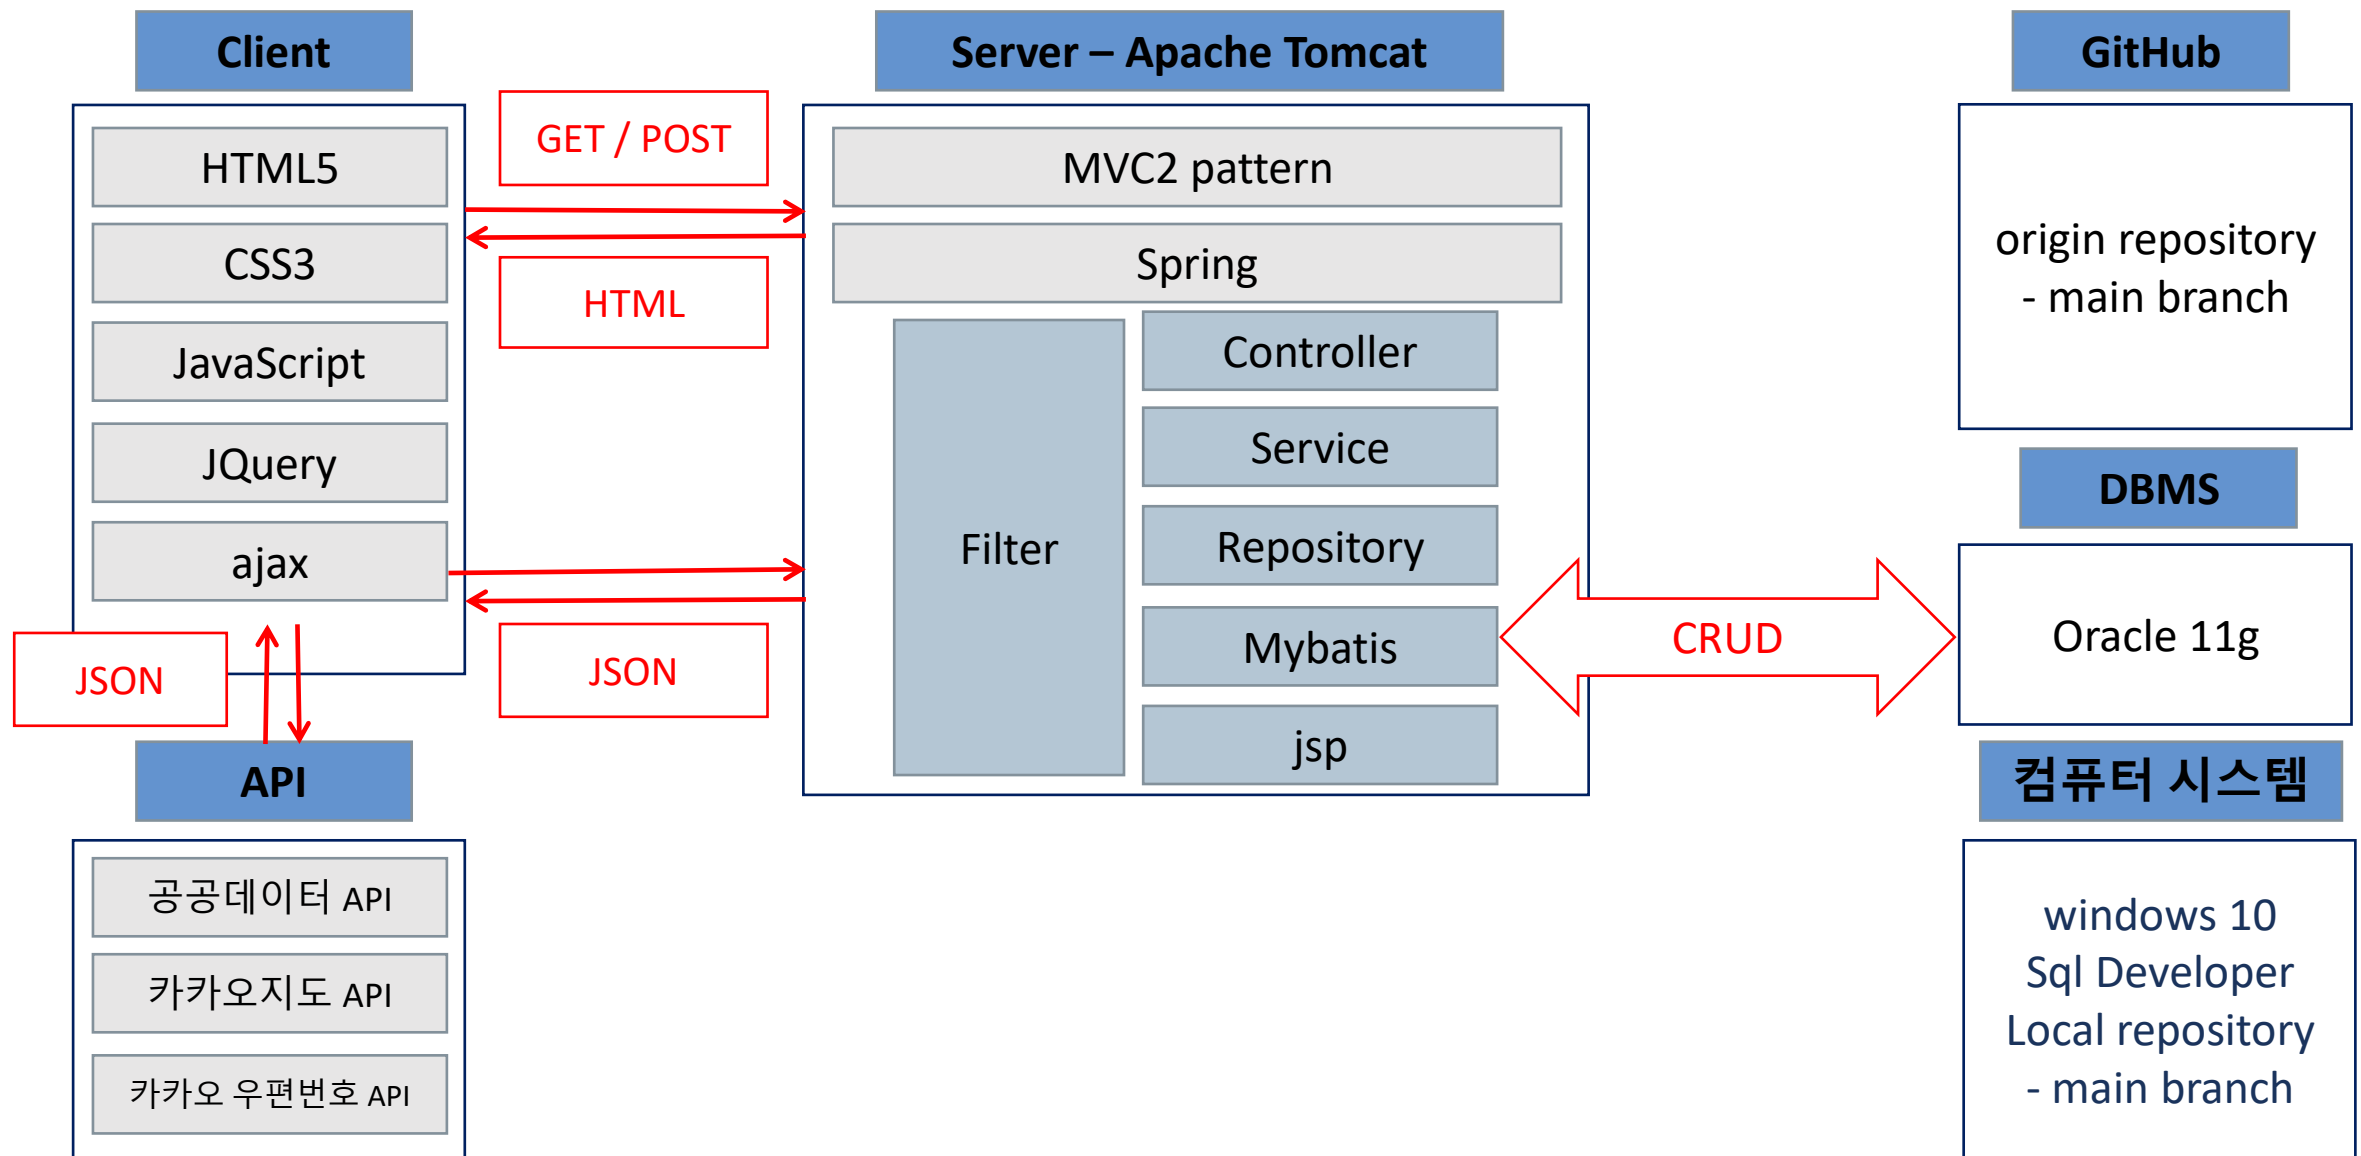 Client
HTML5
CSS3
JavaScript
JQuery
ajax
GET / POST
HTML
JSON
JSON
API
공공데이터 API
카카오지도 API
카카오 우편번호 API
Server – Apache Tomcat
MVC2 pattern
Spring
Filter
Controller
Service
Repository
Mybatis
jsp
CRUD
GitHub
origin repository
- main branch
DBMS
Oracle 11g
컴퓨터 시스템
windows 10
Sql Developer
Local repository
- main branch